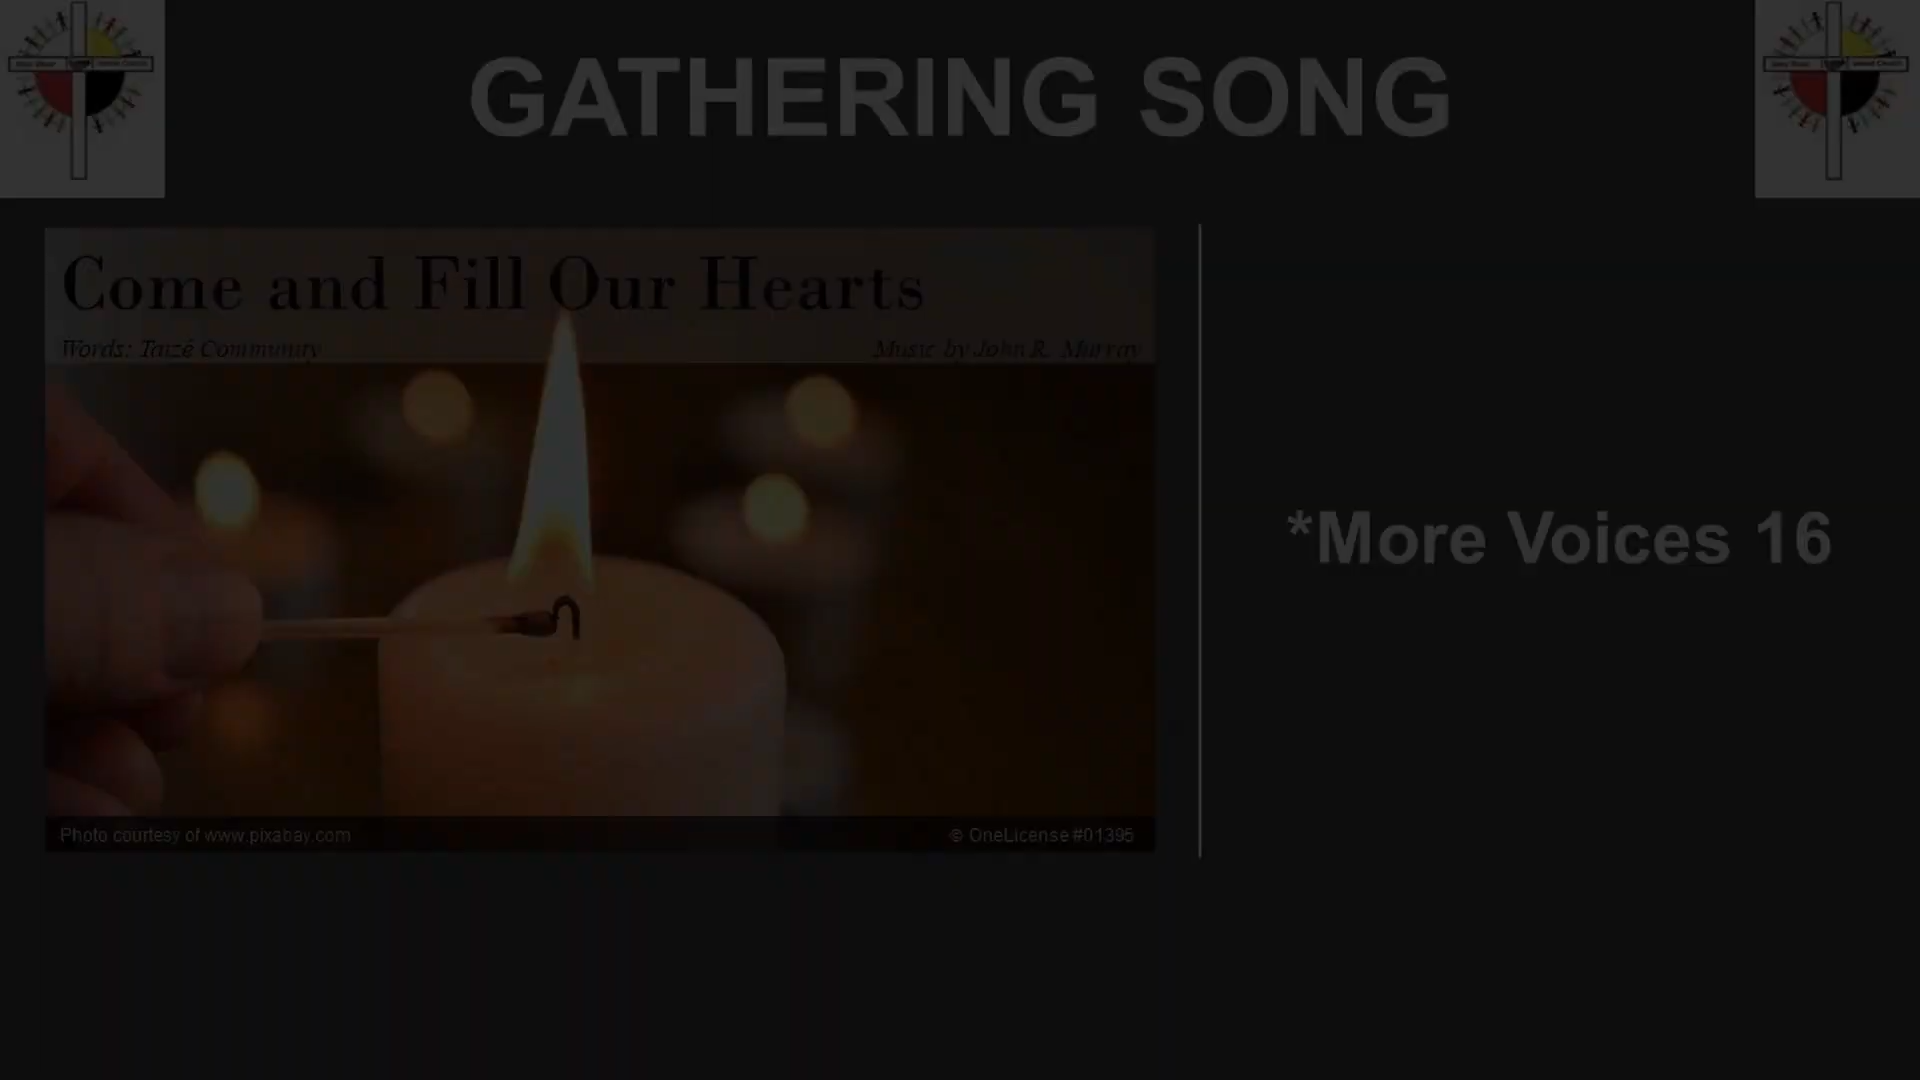 GATHERING SONG
Come and Fill Our Hearts
Words: Taizé Community
Music by John R. Murray
*More Voices 16
Photo courtesy of www.pixabay.com
© OneLicense #01395